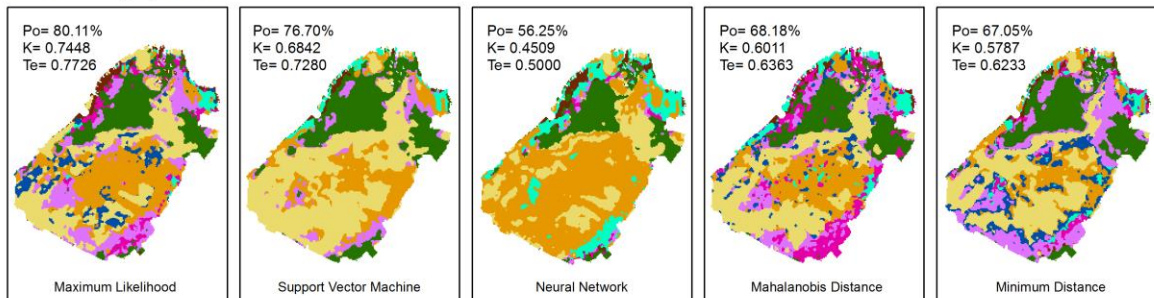 Po= 80.11%
K= 0.7448
Te= 0.7726
Maximum Likelihood
Po= 76.70%
K= 0.6842
Te= 0.7280
Support Vector Machine
Po= 56.25%
K= 0.4509
Te= 0.5000
Neural Network
Po= 68.18%
K= 0.6011
Te= 0.6363
Mahalanobis Distance
Po= 67.05%
K= 0.5787
Te= 0.6233
Minimum Distance